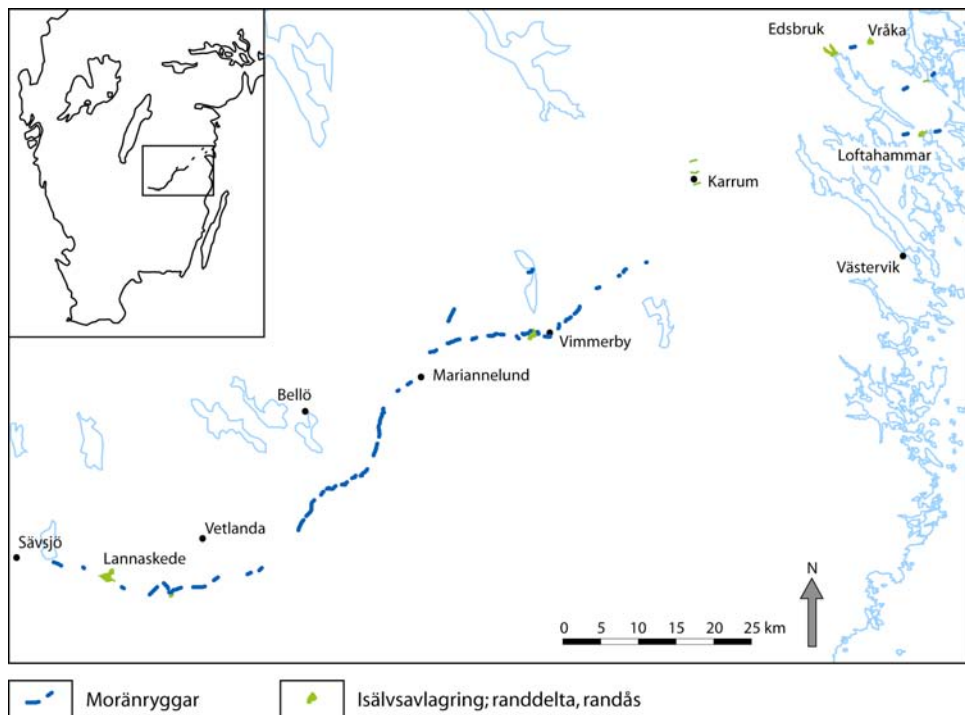 Edsbruk
Vråka
Loftahammar
Karrum
Västervik
Vimmerby
Mariannelund
Bellö
Vetlanda
Sävsjö
Lannaskede
N
0 5 10 15 20 25 km
Moränryggar
Isälvsavlagring; randdelta, randås